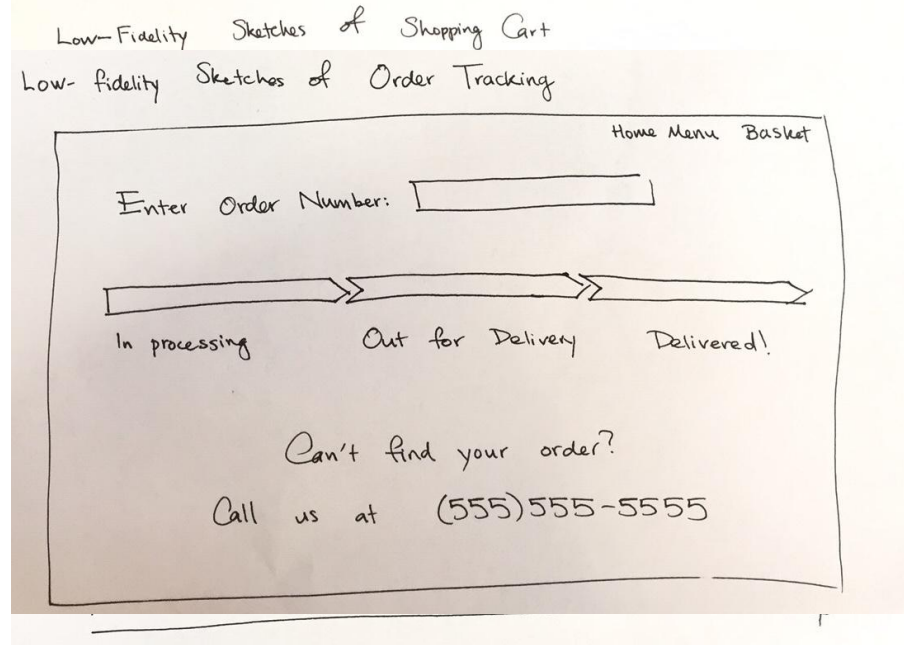 Low-Fidelity Sketches of Shopping Cart
Low-fidelity Sketches of Order Tracking
Home Menu Basket
Enter Order Number:
In processing Out for Delivery Delivered!
Can't find your order?
Call us at (555)555-5555